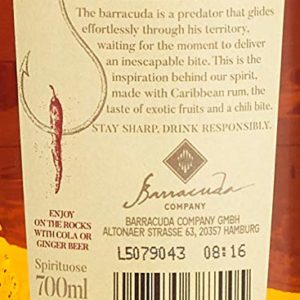 The barracuda is a predator that glides
effortlessly through his territory,
waiting for the moment to deliver
an inescapable bite. This is the
inspiration behind our spirit,
made with Caribbean rum, the
taste of exotic fruits and a chili bite.
STAY SHARP. DRINK RESPONSIBLY.
Barracuda
COMPANY
BARRACUDA COMPANY GMBH
ALTONAER STRASSE 63, 20357 HAMBURG
ENJOY
ON THE ROCKS
WITH COLA OR
GINGER BEER
L5079043 08:16
Spirituose
700ml